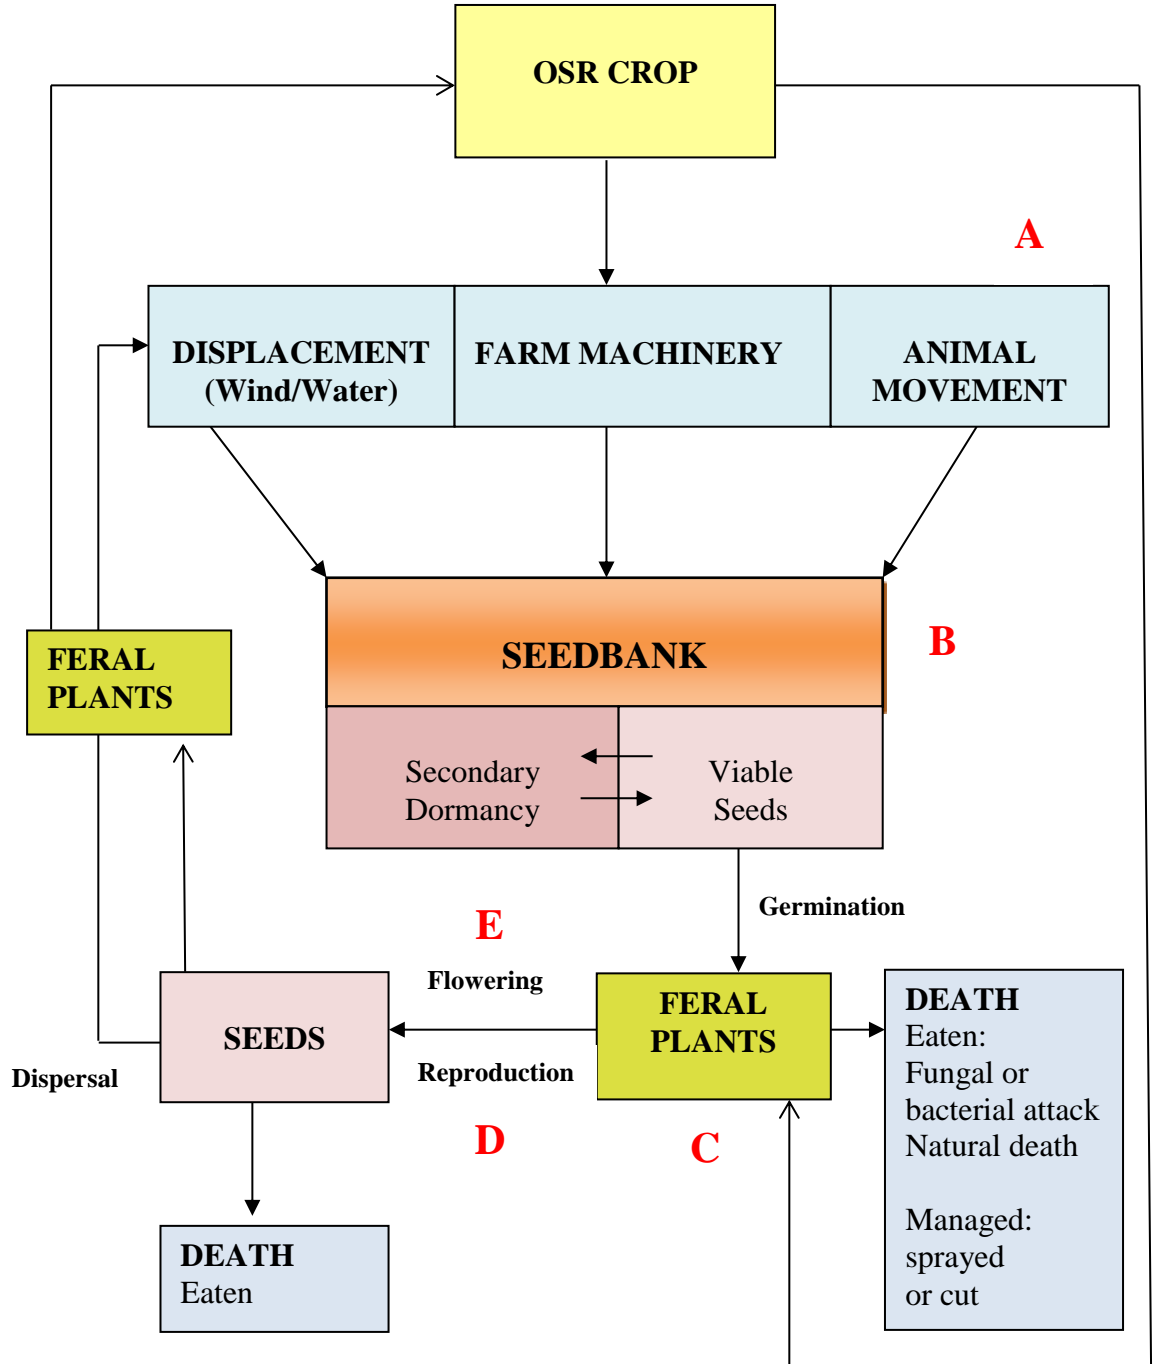 OSR CROP
A
DISPLACEMENT
(Wind/Water)
FARM MACHINERY
ANIMAL
MOVEMENT
SEEDBANK
B
FERAL
PLANTS
Secondary
Dormancy
Viable
Seeds
Germination
E
Flowering
SEEDS
FERAL
PLANTS
DEATH
Eaten:
Fungal or
bacterial attack
Natural death
Managed:
sprayed
or cut
Dispersal
Reproduction
D
C
DEATH
Eaten